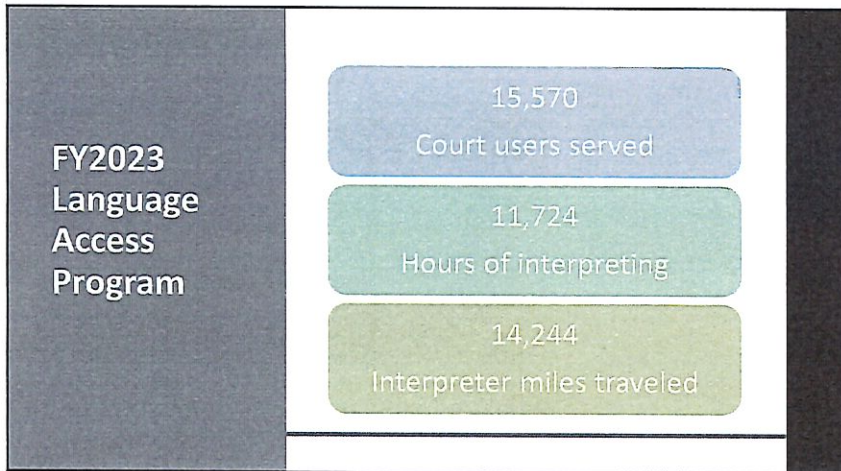 FY2023
Language
Access
Program
15,570
Court users served
11,724
Hours of interpreting
14,244
Interpreter miles traveled